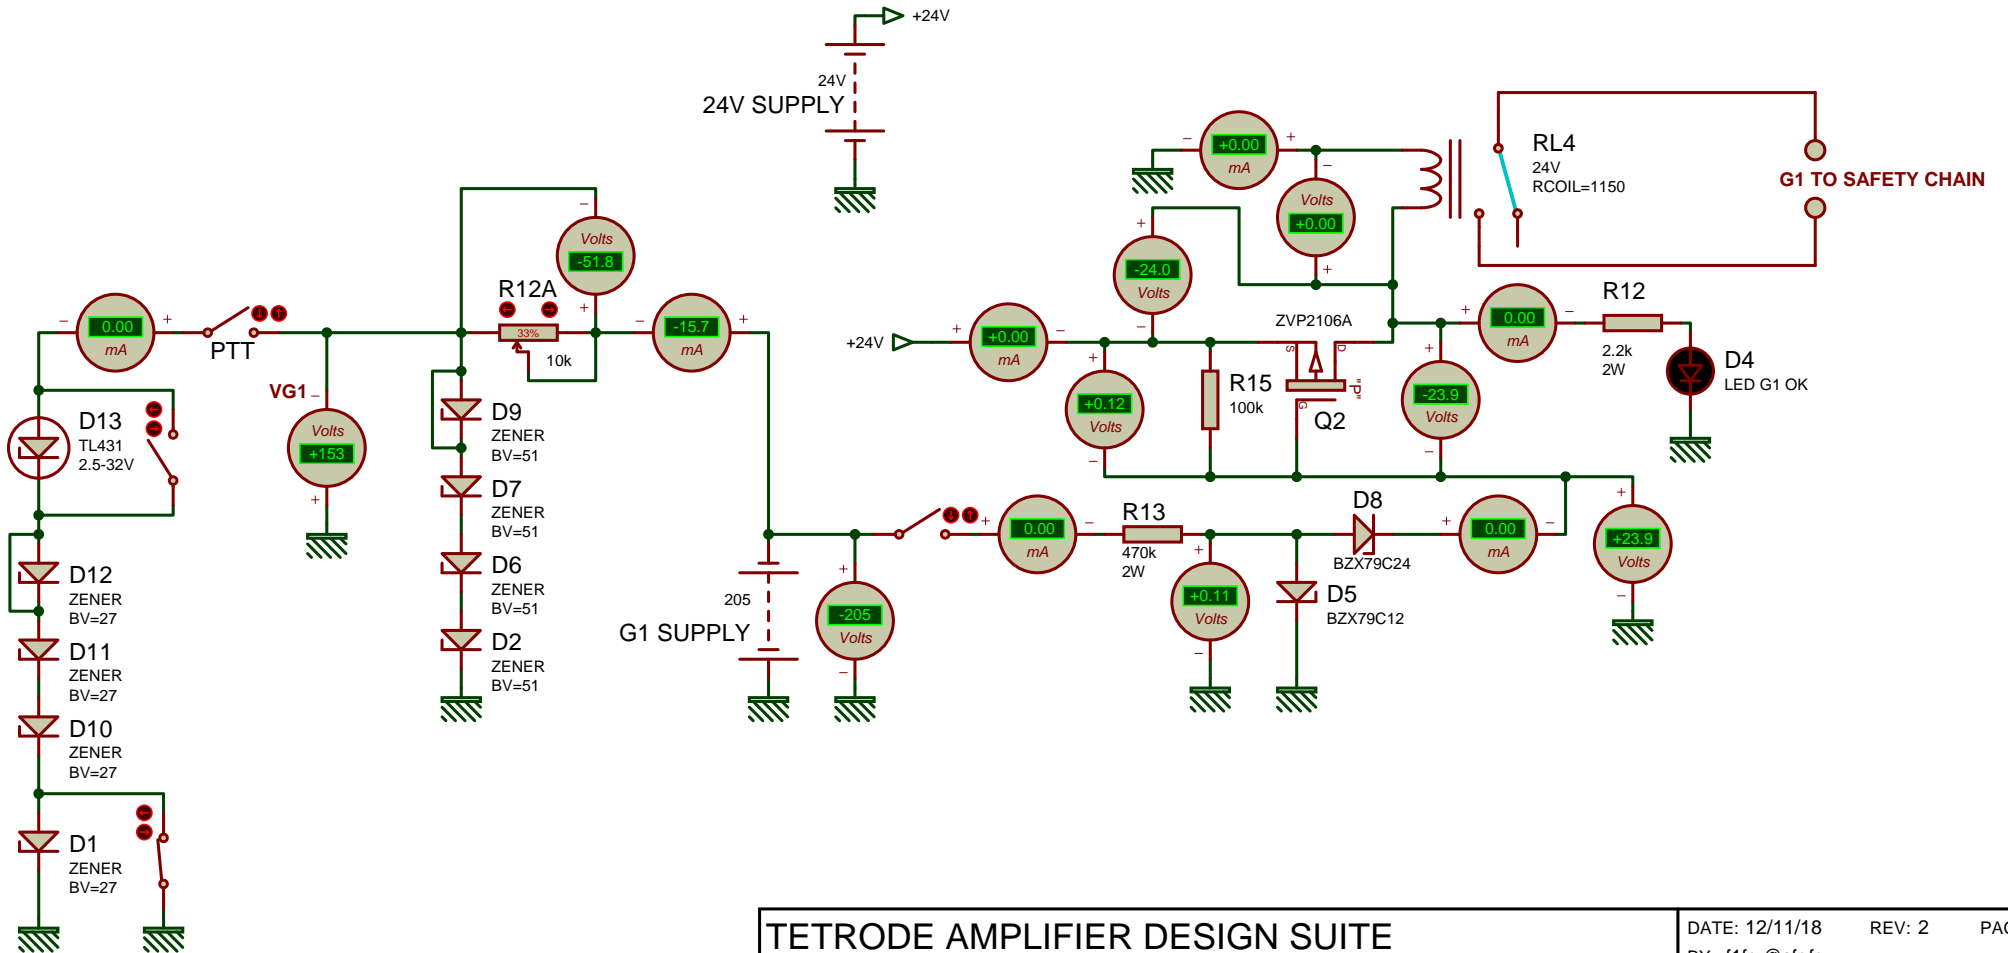 +24V
24V
24V SUPPLY
+0.00
mA
Volts
+0.00
RL4
24V
RCOIL=1150
G1 TO SAFETY CHAIN
Volts
-51.8
R12A
33%
10k
-15.7
mA
0.00
mA
PTT
VG1
Volts
+153
D13
TL431
2.5-32V
D12
ZENER
BV=27
D11
ZENER
BV=27
D10
ZENER
BV=27
D1
ZENER
BV=27
D9
ZENER
BV=51
D7
ZENER
BV=51
D6
ZENER
BV=51
D2
ZENER
BV=51
205
G1 SUPPLY
-205
Volts
-24.0
Volts
+24V
+0.00
mA
+0.12
Volts
R15
100k
ZVP2106A
S
D
G
"P"
Q2
-23.9
Volts
0.00
mA
R12
2.2k
2W
D4
LED G1 OK
0.00
mA
R13
470k
2W
+0.11
Volts
D8
BZX79C24
D5
BZX79C12
0.00
mA
+23.9
Volts
TETRODE AMPLIFIER DESIGN SUITE
DATE: 12/11/18 REV: 2